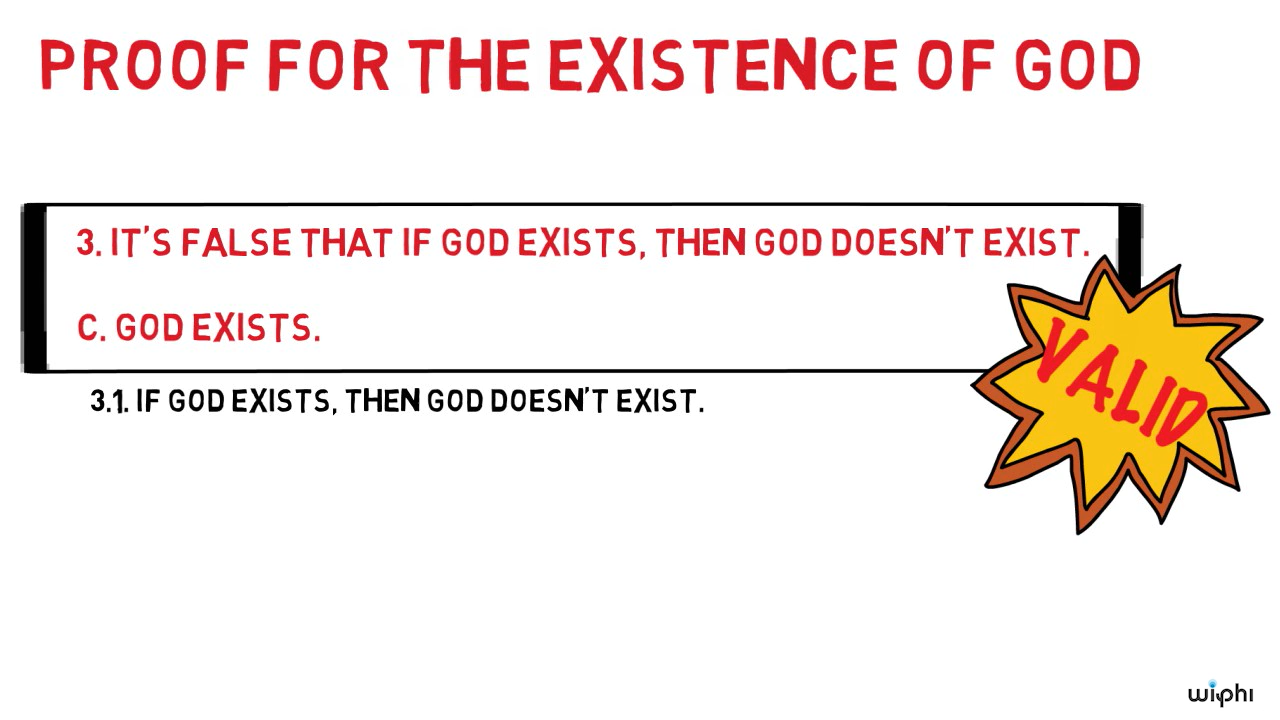 PROOF FOR THE EXISTENCE OF GOD
3. IT'S FALSE THAT IF GOD EXISTS, THEN GOD DOESN'T EXIST.
C. GOD EXISTS.
3.1. IF GOD EXISTS, THEN GOD DOESN'T EXIST.
VALID
wiphi